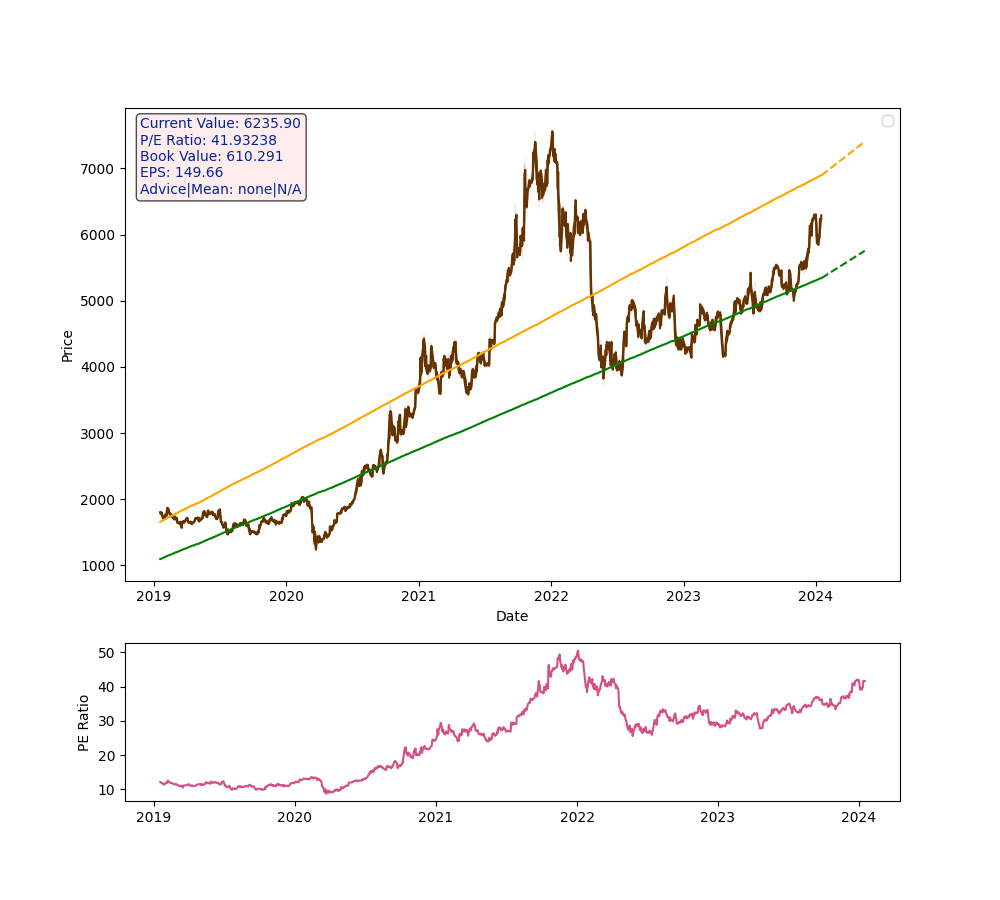 Current Value: 6235.90
P/E Ratio: 41.93238
Book Value: 610.291
EPS: 149.66
Advice|Mean: none|N/A
Price
7000
6000
5000
4000
3000
2000
1000
2019 2020 2021 2022 2023 2024
Date
PE Ratio
50
40
30
20
10
2019 2020 2021 2022 2023 2024